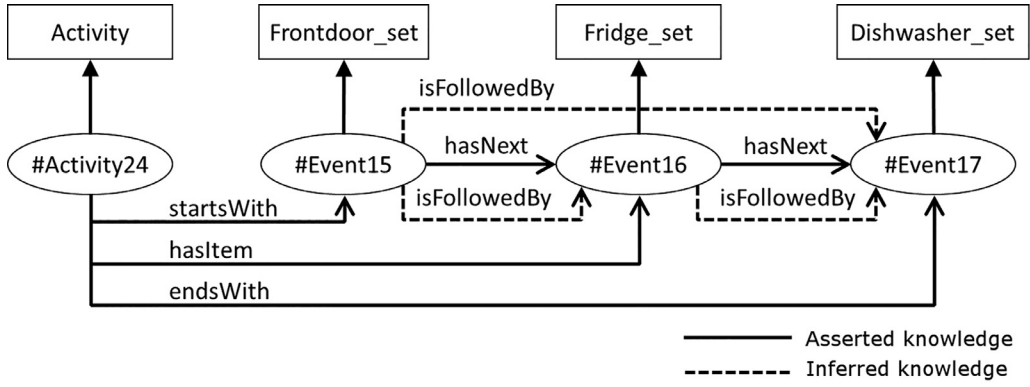 Activity
Frontdoor_set
Fridge_set
Dishwasher_set
isFollowedBy
#Activity24
#Event15
hasNext
#Event16
hasNext
#Event17
isFollowedBy
isFollowedBy
startsWith
hasItem
endsWith
Asserted knowledge
Inferred knowledge